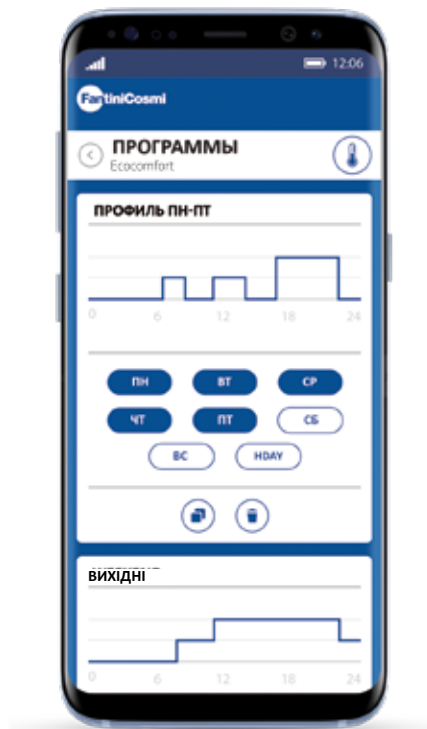 12:06
FantiniCosmi
ПРОГРАММЫ
Ecocomfort
ПРОФИЛЬ ПН-ПТ
0 6 12 18 24
ПН ВТ СР
ЧТ ПТ СБ
ВС HDAY
ВИХІДНІ
0 6 12 18 24